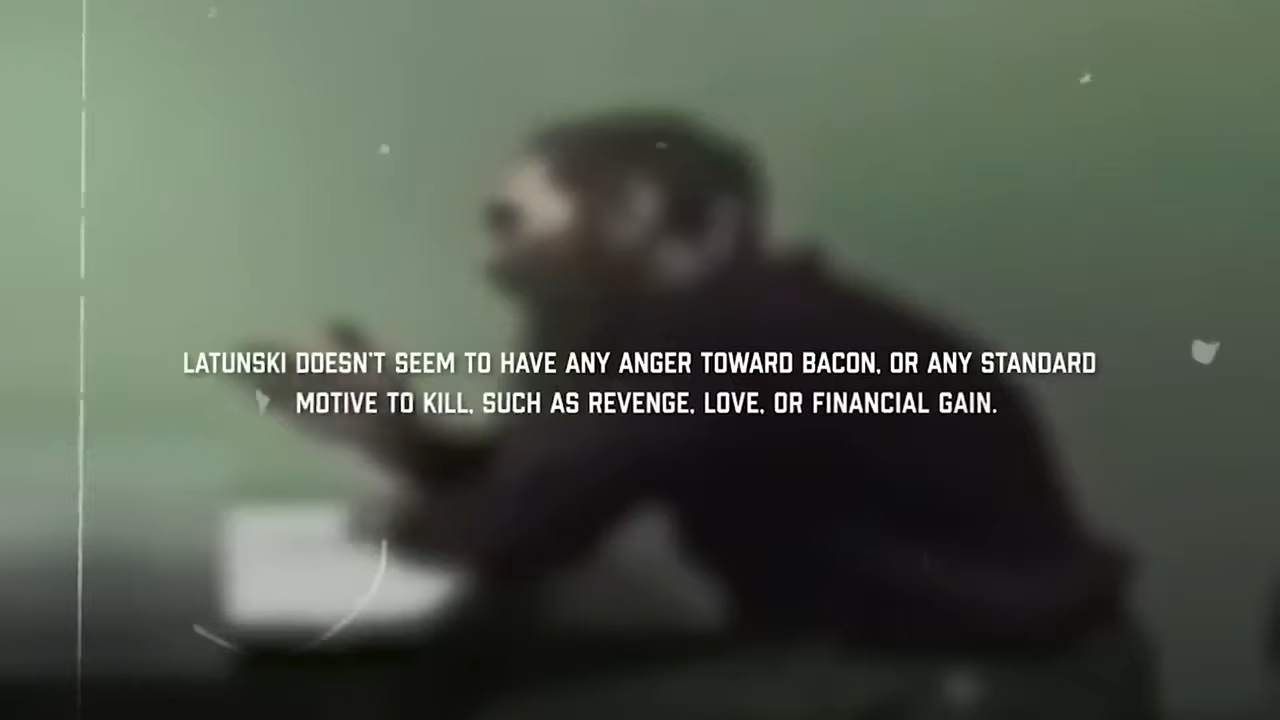 LATUNSKI DOESN'T SEEM TO HAVE ANY ANGER TOWARD BACON, OR ANY STANDARD
MOTIVE TO KILL, SUCH AS REVENGE, LOVE, OR FINANCIAL GAIN.